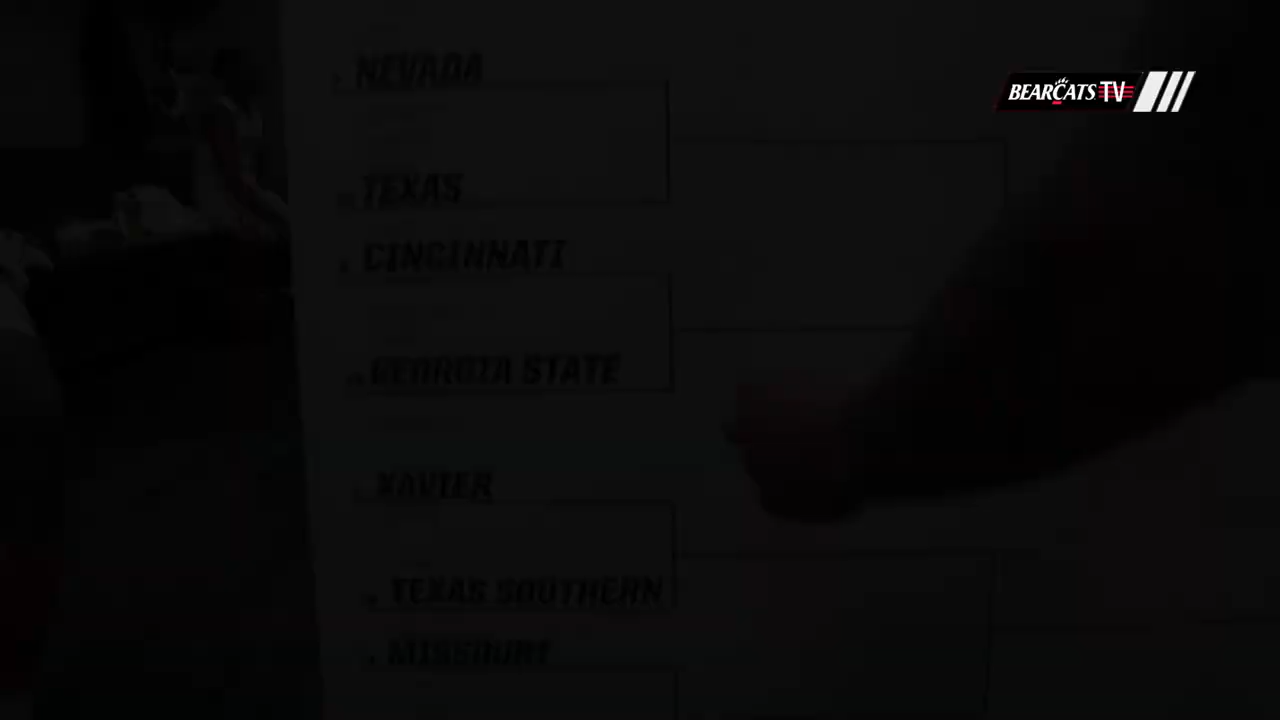 NEVADA
BEARCATS TV
TEXAS
CINCINNATI
GEORGIA STATE
XAVIER
TEXAS SOUTHERN
MISSOURI